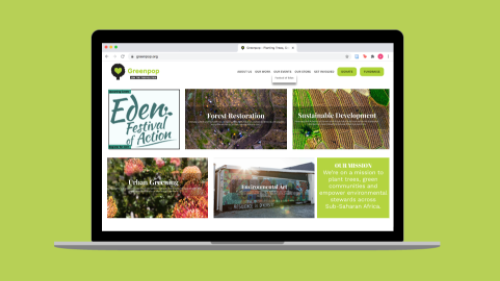 Greenpop - Planting Trees, G
greenpop.org
Greenpop
ABOUT US OUR WORK OUR EVENTS OUR STORE GET INVOLVED DONATE FUNDRAISE
Eden:
Festival
of Action
Forest Restoration
Sustainable Development
Urban Greening
Environmental Art
OUR MISSION
We're on a mission to
plant trees, green
communities and
empower environmental
stewards across
Sub-Saharan Africa.